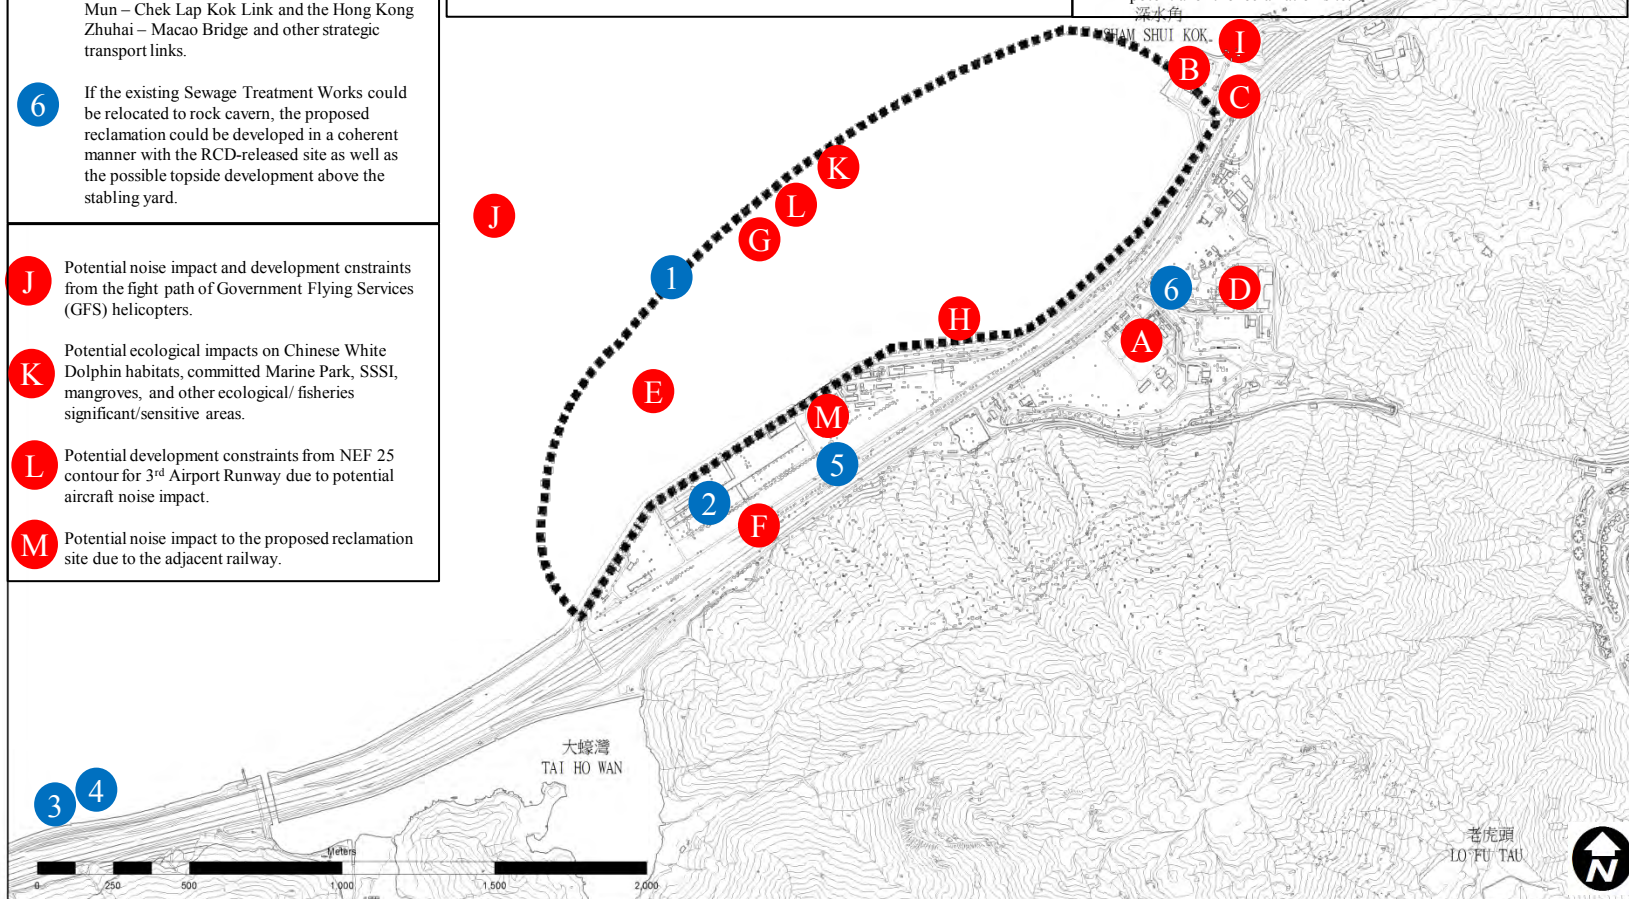 Mun – Chek Lap Kok Link and the Hong Kong
Zhuhai – Macao Bridge and other strategic
transport links.
6
If the existing Sewage Treatment Works could
be relocated to rock cavern, the proposed
reclamation could be developed in a coherent
manner with the RCD-released site as well as
the possible topside development above the
stabling yard.
J
Potential noise impact and development cnstraints
from the fight path of Government Flying Services
(GFS) helicopters.
K
Potential ecological impacts on Chinese White
Dolphin habitats, committed Marine Park, SSSI,
mangroves, and other ecological/ fisheries
significant/sensitive areas.
L
Potential development constraints from NEF 25
contour for 3rd Airport Runway due to potential
aircraft noise impact.
M
Potential noise impact to the proposed reclamation
site due to the adjacent railway.
深水角
SHAM SHUI KOK
I
B
C
K
L
J
G
1
6
D
H
A
E
M
5
2
F
大蠔灣
TAI HO WAN
3
4
老虎頭
LO FU TAU
N
Meters
0 250 500 1,000 1,500 2,000